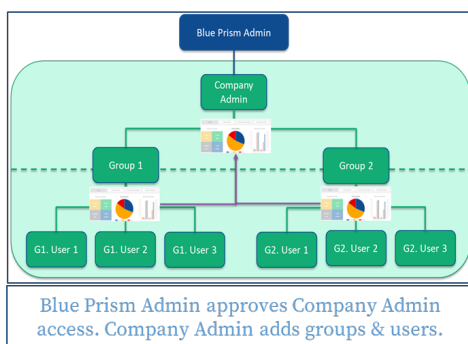 Blue Prism Admin
Company
Admin
Group 1
Group 2
G1. User 1
G1. User 2
G1. User 3
G2. User 1
G2. User 2
G2. User 3
Blue Prism Admin approves Company Admin
access. Company Admin adds groups & users.